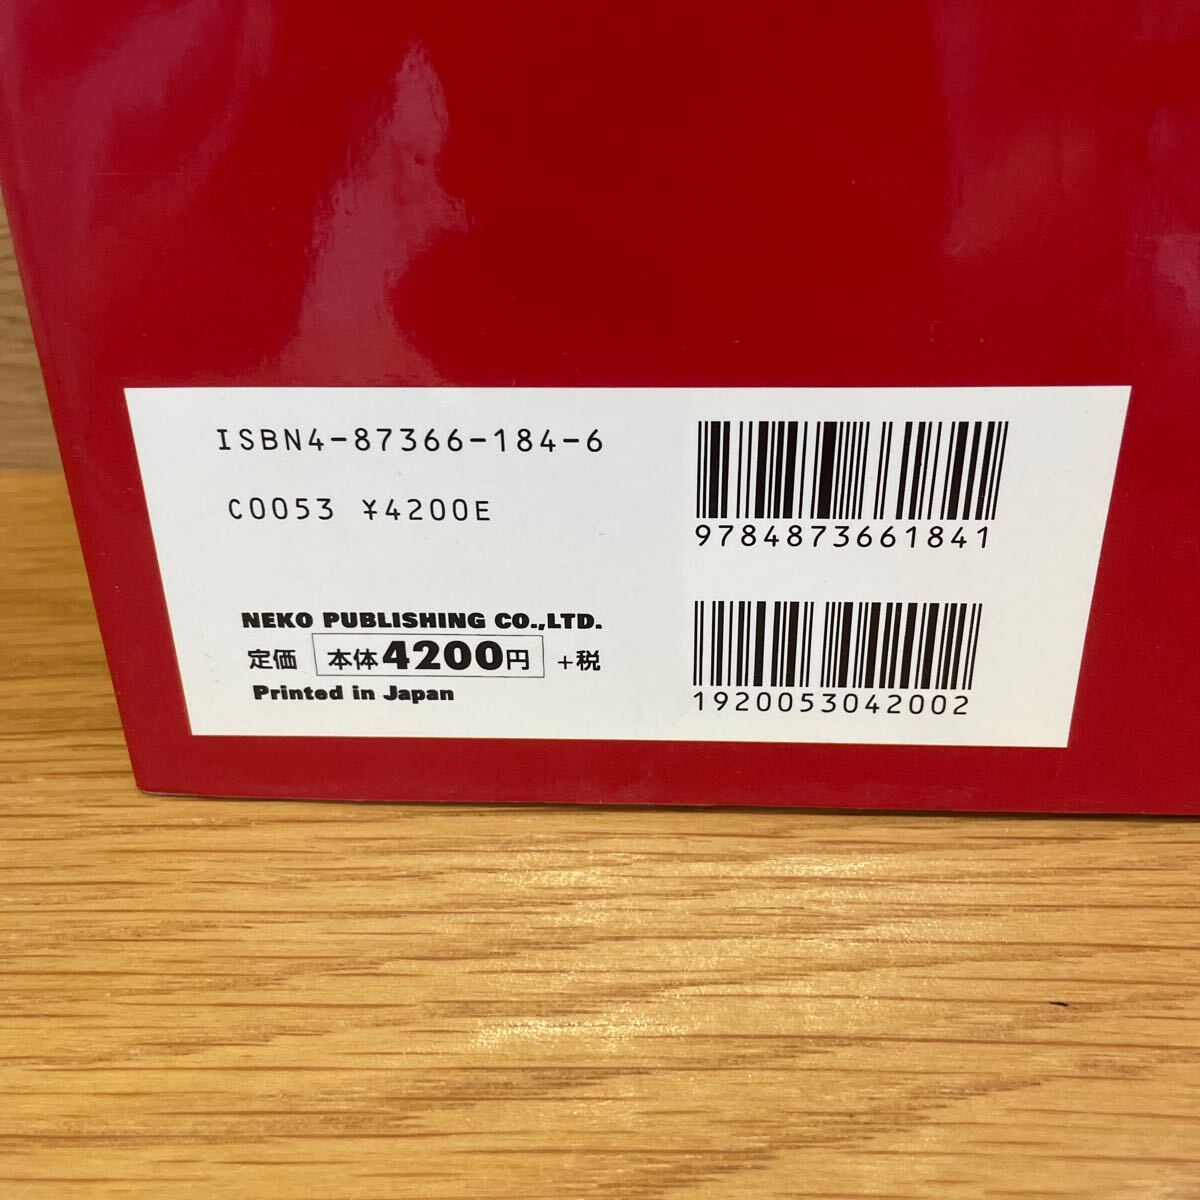 ISBN4-87366-184-6
C0053 ¥4200E
NEKO PUBLISHING CO.,LTD.
定価 本体4200円 +税
Printed in Japan
9784873661841
1920053042002